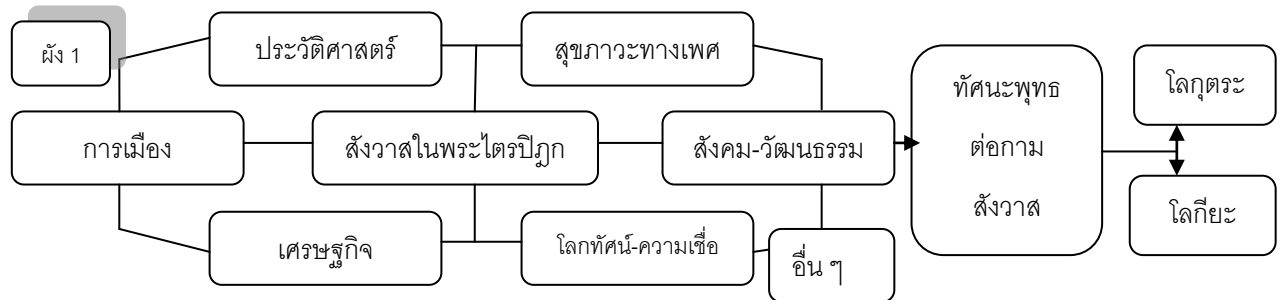 ผัง 1
ประวัติศาสตร์
สุขภาวะทางเพศ
การเมือง
สังวาสในพระไตรปิฎก
สังคม-วัฒนธรรม
เศรษฐกิจ
โลกทัศน์-ความเชื่อ
อื่น ๆ
ทัศนะพุทธ
ต่อกาม
สังวาส
โลกุตระ
โลกียะ